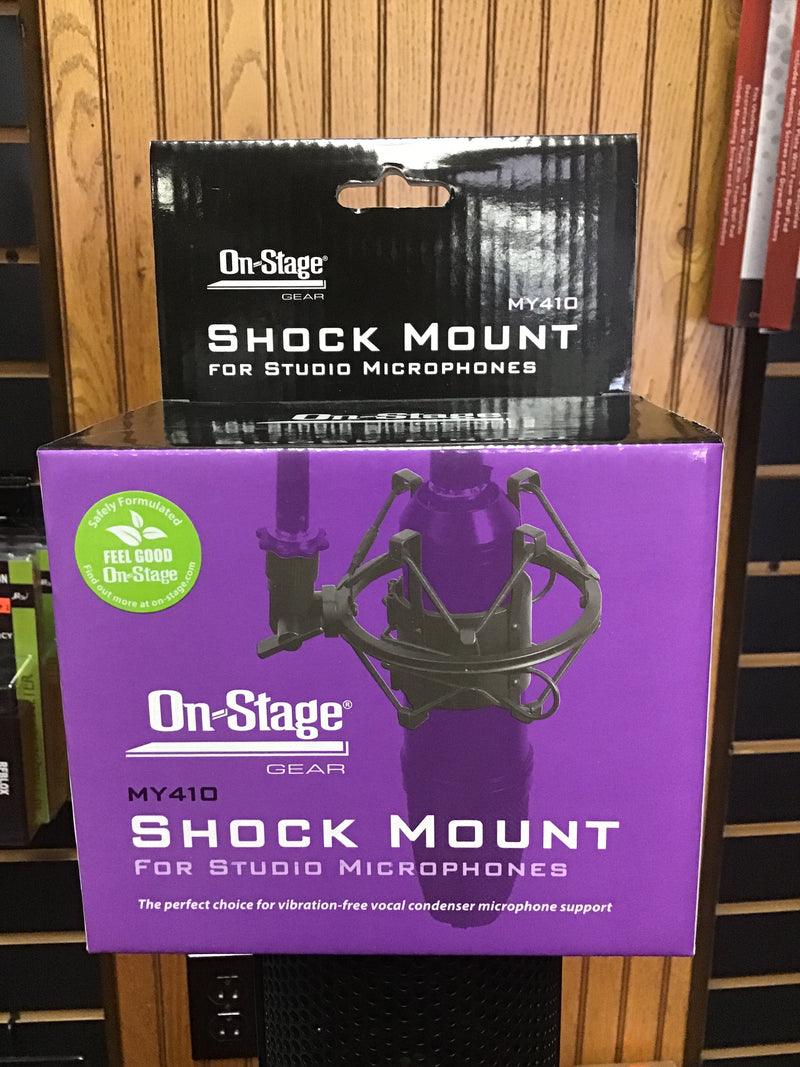 On-Stage®
GEAR
MY410
SHOCK MOUNT
FOR STUDIO MICROPHONES
On-Stage
Safely Formulated
FEEL GOOD
On-Stage
Find out more at on-stage.com
On-Stage®
GEAR
MY410
SHOCK MOUNT
FOR STUDIO MICROPHONES
The perfect choice for vibration-free vocal condenser microphone support